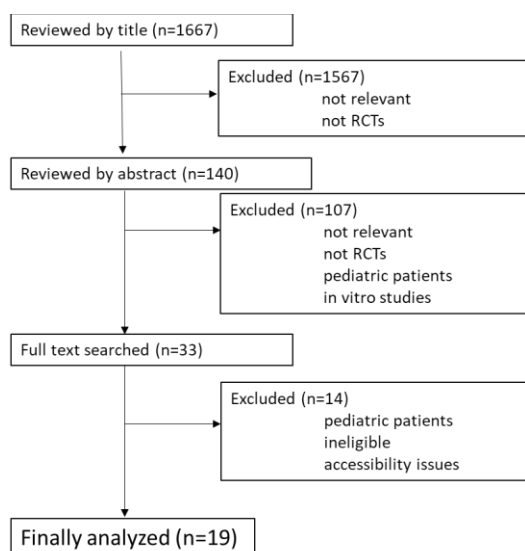 Reviewed by title (n=1667)
Excluded (n=1567)
not relevant
not RCTs
Reviewed by abstract (n=140)
Excluded (n=107)
not relevant
not RCTs
pediatric patients
in vitro studies
Full text searched (n=33)
Excluded (n=14)
pediatric patients
ineligible
accessibility issues
Finally analyzed (n=19)